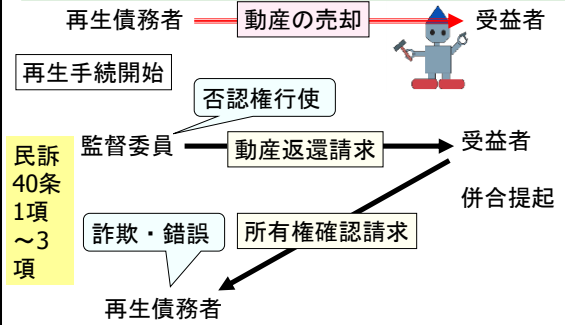 再生債務者 動産の売却 受益者
再生手続開始
否認権行使
監督委員 動産返還請求 受益者
民訴
40条
1項
～3
項
併合提起
詐欺・錯誤 所有権確認請求
再生債務者